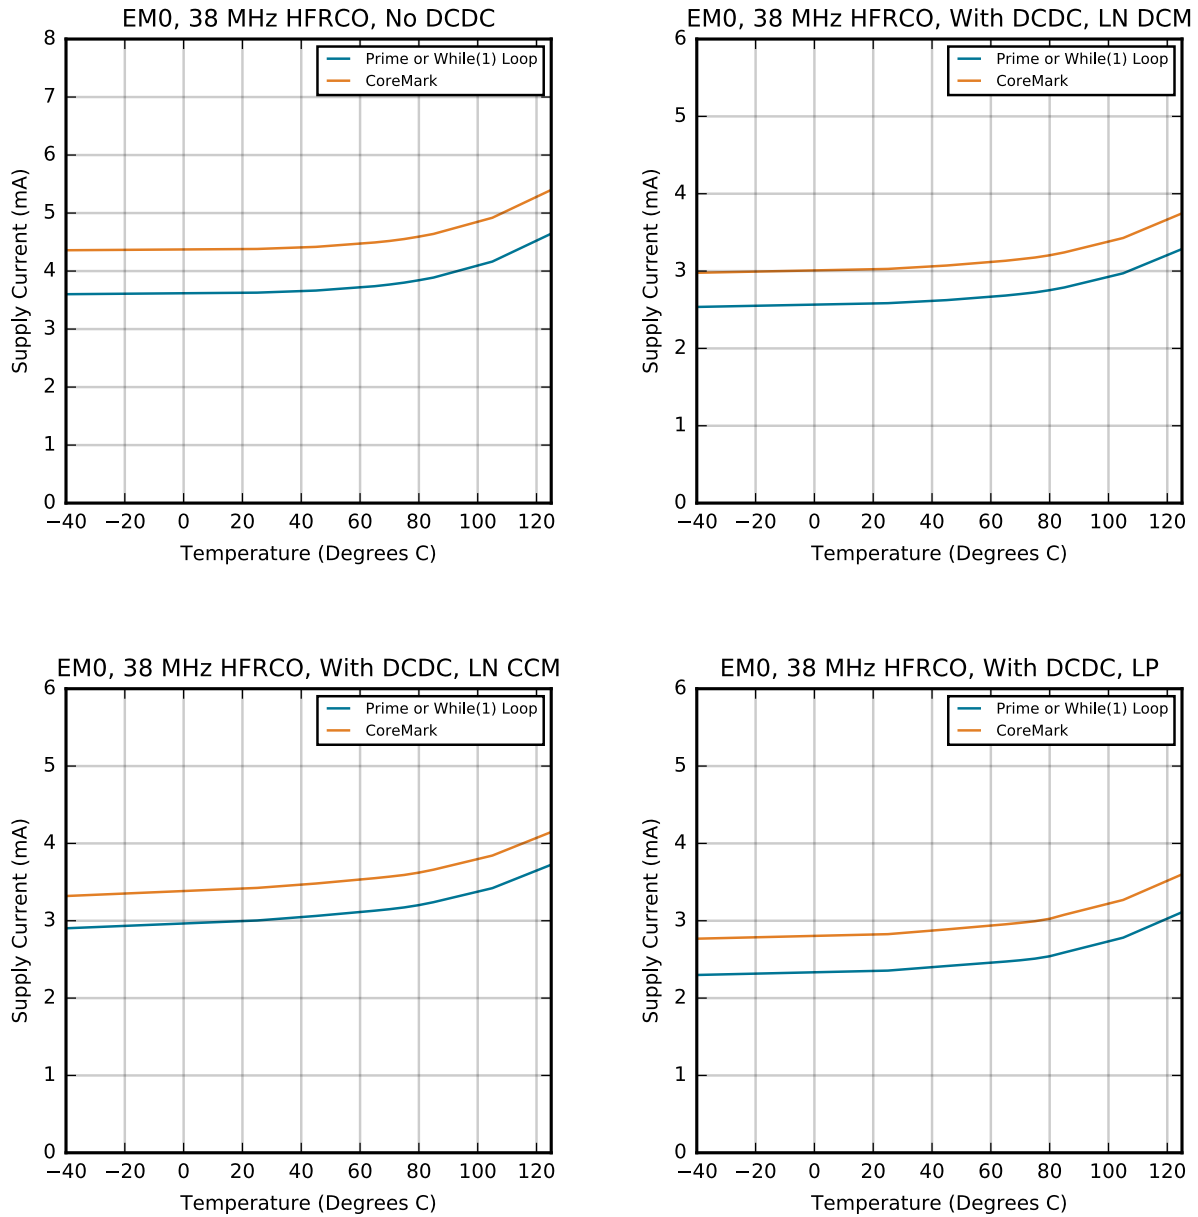 EM0, 38 MHz HFRCO, No DCDC
8
7
6
5
4
3
2
1
0
Supply Current (mA)
Prime or While(1) Loop
CoreMark
−40 −20 0 20 40 60 80 100 120
Temperature (Degrees C)
EM0, 38 MHz HFRCO, With DCDC, LN DCM
6
5
4
3
2
1
0
Supply Current (mA)
Prime or While(1) Loop
CoreMark
−40 −20 0 20 40 60 80 100 120
Temperature (Degrees C)
EM0, 38 MHz HFRCO, With DCDC, LN CCM
6
5
4
3
2
1
0
Supply Current (mA)
Prime or While(1) Loop
CoreMark
−40 −20 0 20 40 60 80 100 120
Temperature (Degrees C)
EM0, 38 MHz HFRCO, With DCDC, LP
6
5
4
3
2
1
0
Supply Current (mA)
Prime or While(1) Loop
CoreMark
−40 −20 0 20 40 60 80 100 120
Temperature (Degrees C)